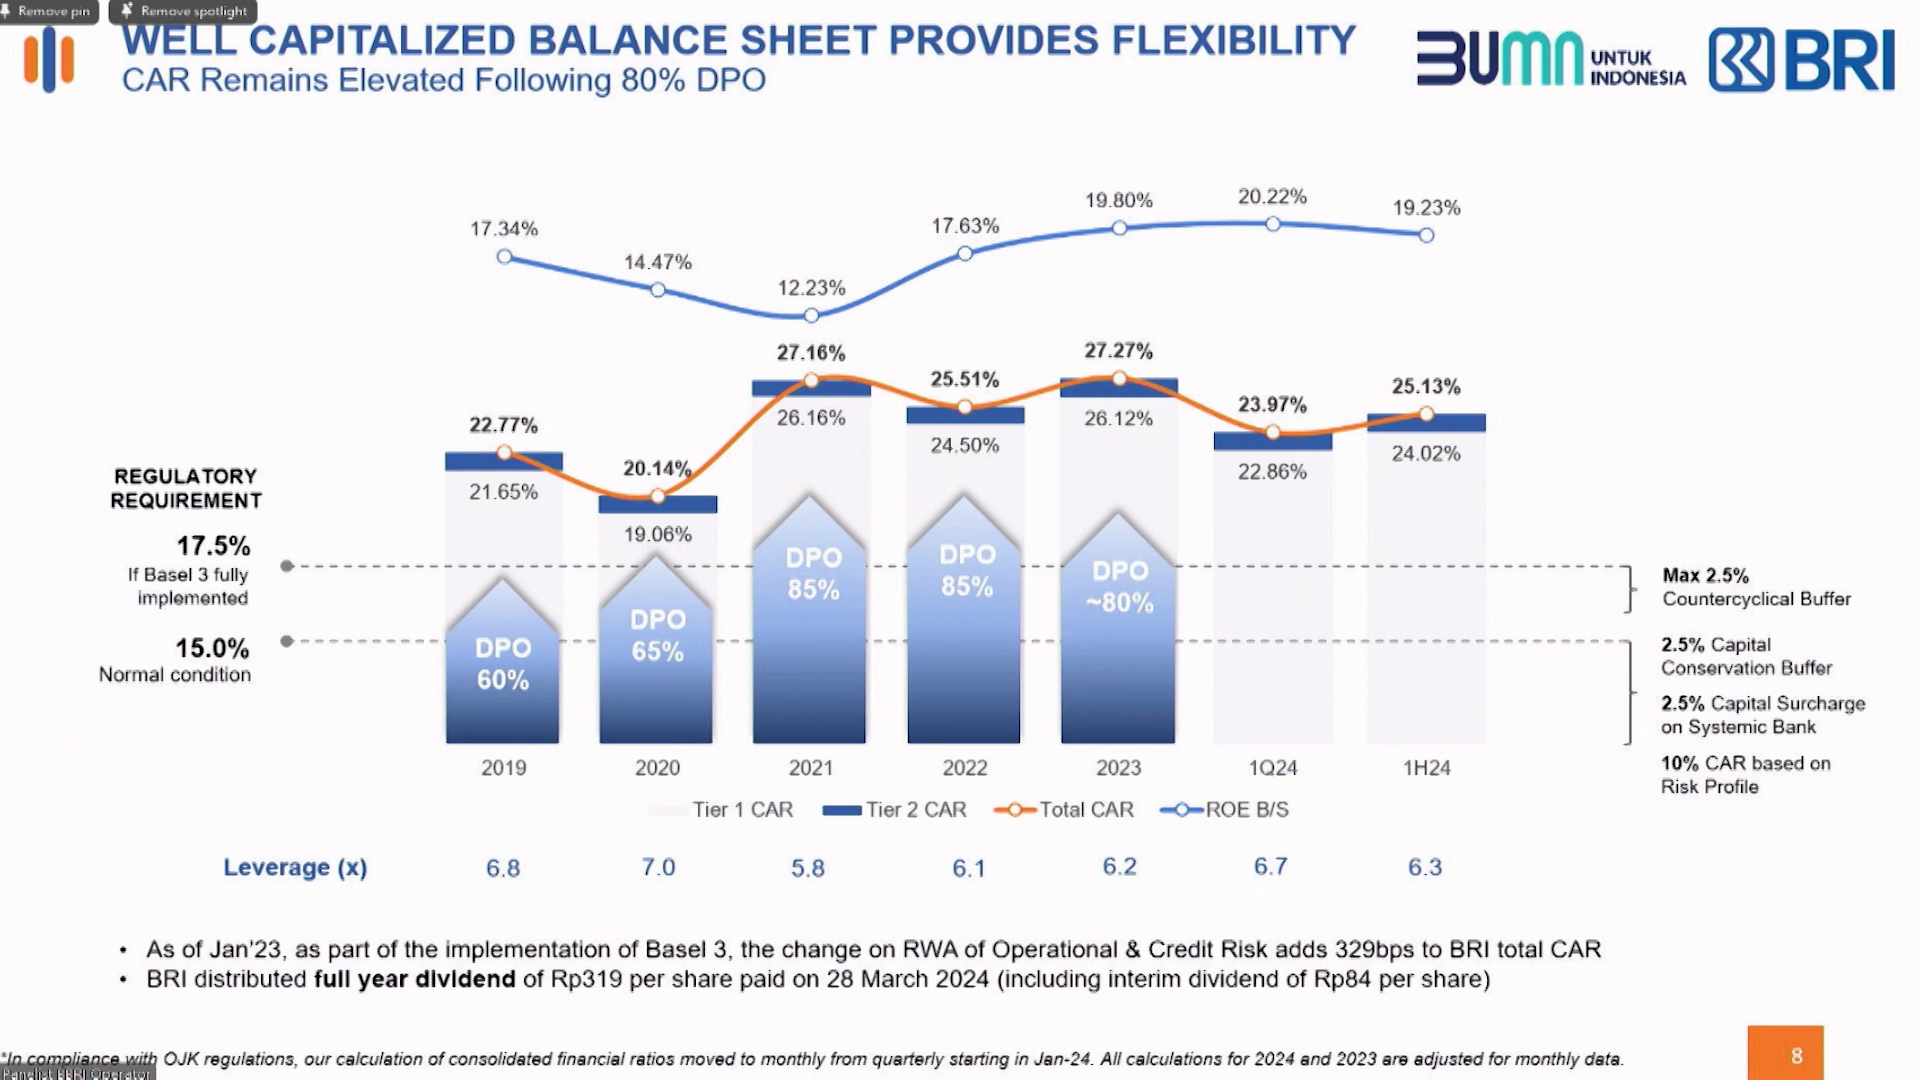 Remove pin
Remove spotlight
WELL CAPITALIZED BALANCE SHEET PROVIDES FLEXIBILITY
CAR Remains Elevated Following 80% DPO
BUMN
UNTUK
INDONESIA
BRI
17.34%
14.47%
12.23%
17.63%
19.80%
20.22%
19.23%
22.77%
20.14%
27.16%
25.51%
27.27%
23.97%
25.13%
21.65%
19.06%
26.16%
24.50%
26.12%
22.86%
24.02%
REGULATORY
REQUIREMENT
17.5%
If Basel 3 fully
implemented
15.0%
Normal condition
DPO
60%
DPO
65%
DPO
85%
DPO
85%
DPO
~80%
Max 2.5%
Countercyclical Buffer
2.5% Capital
Conservation Buffer
2.5% Capital Surcharge
on Systemic Bank
10% CAR based on
Risk Profile
2019 2020 2021 2022 2023 1Q24 1H24
Tier 1 CAR Tier 2 CAR Total CAR ROE B/S
Leverage (x) 6.8 7.0 5.8 6.1 6.2 6.7 6.3
• As of Jan'23, as part of the implementation of Basel 3, the change on RWA of Operational & Credit Risk adds 329bps to BRI total CAR
• BRI distributed full year dividend of Rp319 per share paid on 28 March 2024 (including interim dividend of Rp84 per share)
*In compliance with OJK regulations, our calculation of consolidated financial ratios moved to monthly from quarterly starting in Jan-24. All calculations for 2024 and 2023 are adjusted for monthly data.
8
Panelist BBRI Operator